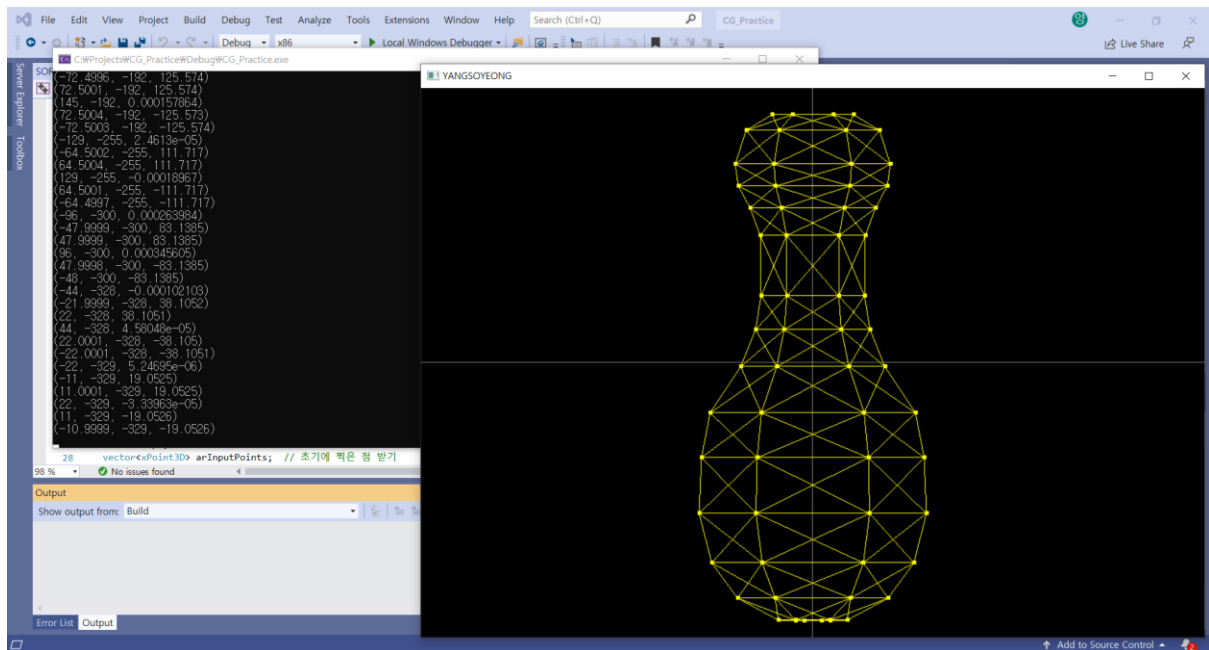 File Edit View Project Build Debug Test Analyze Tools Extensions Window Help Search (Ctrl+Q) CG_Practice 양
Debug x86 Local Windows Debugger Live Share
Server Explorer
Toolbox
SOR
C:₩Projects₩CG_Practice₩Debug₩CG_Practice.exe
(-72.4996, -192, 125.574)
(72.5001, -192, 125.574)
(145, -192, 0.000157864)
(72.5004, -192, -125.573)
(-72.5003, -192, -125.574)
(-129, -255, 2.4613e-05)
(-64.5002, -255, 111.717)
(64.5004, -255, 111.717)
(129, -255, -0.00018967)
(64.5001, -255, -111.717)
(-64.4997, -255, -111.717)
(-96, -300, 0.000263984)
(-47.9999, -300, 83.1385)
(47.9999, -300, 83.1385)
(96, -300, 0.000345605)
(47.9998, -300, -83.1385)
(-48, -300, -83.1385)
(-44, -328, -0.000102103)
(-21.9999, -328, 38.1052)
(22, -328, 38.1051)
(44, -328, 4.58048e-05)
(22.0001, -328, -38.105)
(-22.0001, -328, -38.1051)
(-22, -329, 5.24695e-06)
(-11, -329, 19.0525)
(11.0001, -329, 19.0525)
(22, -329, -3.33963e-05)
(11, -329, -19.0526)
(-10.9999, -329, -19.0526)
YANGSOYEONG
28 vector<xPoint3D> arInputPoints; // 초기에 찍은 점 받기
98 % No issues found
Output
Show output from: Build
Error List Output
Add to Source Control 2